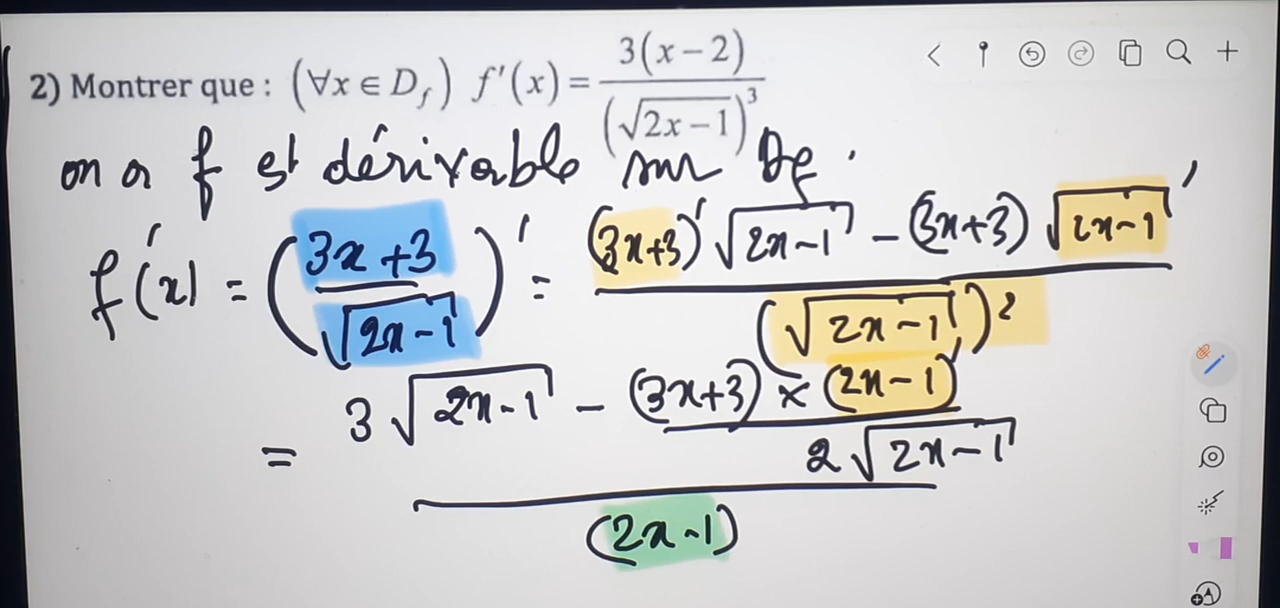 2) Montrer que : (∀x ∈ D_f) f'(x) = 3(x−2) / (√2x−1)^3
on a f est dérivable sur Df.
f'(x) = ((3x+3) / √2x−1)' = ((3x+3)' √2x−1 − (3x+3) √2x−1') / (√2x−1)²
= (3√2x−1 − (3x+3) × (2x−1)' / 2√2x−1) / (2x−1)